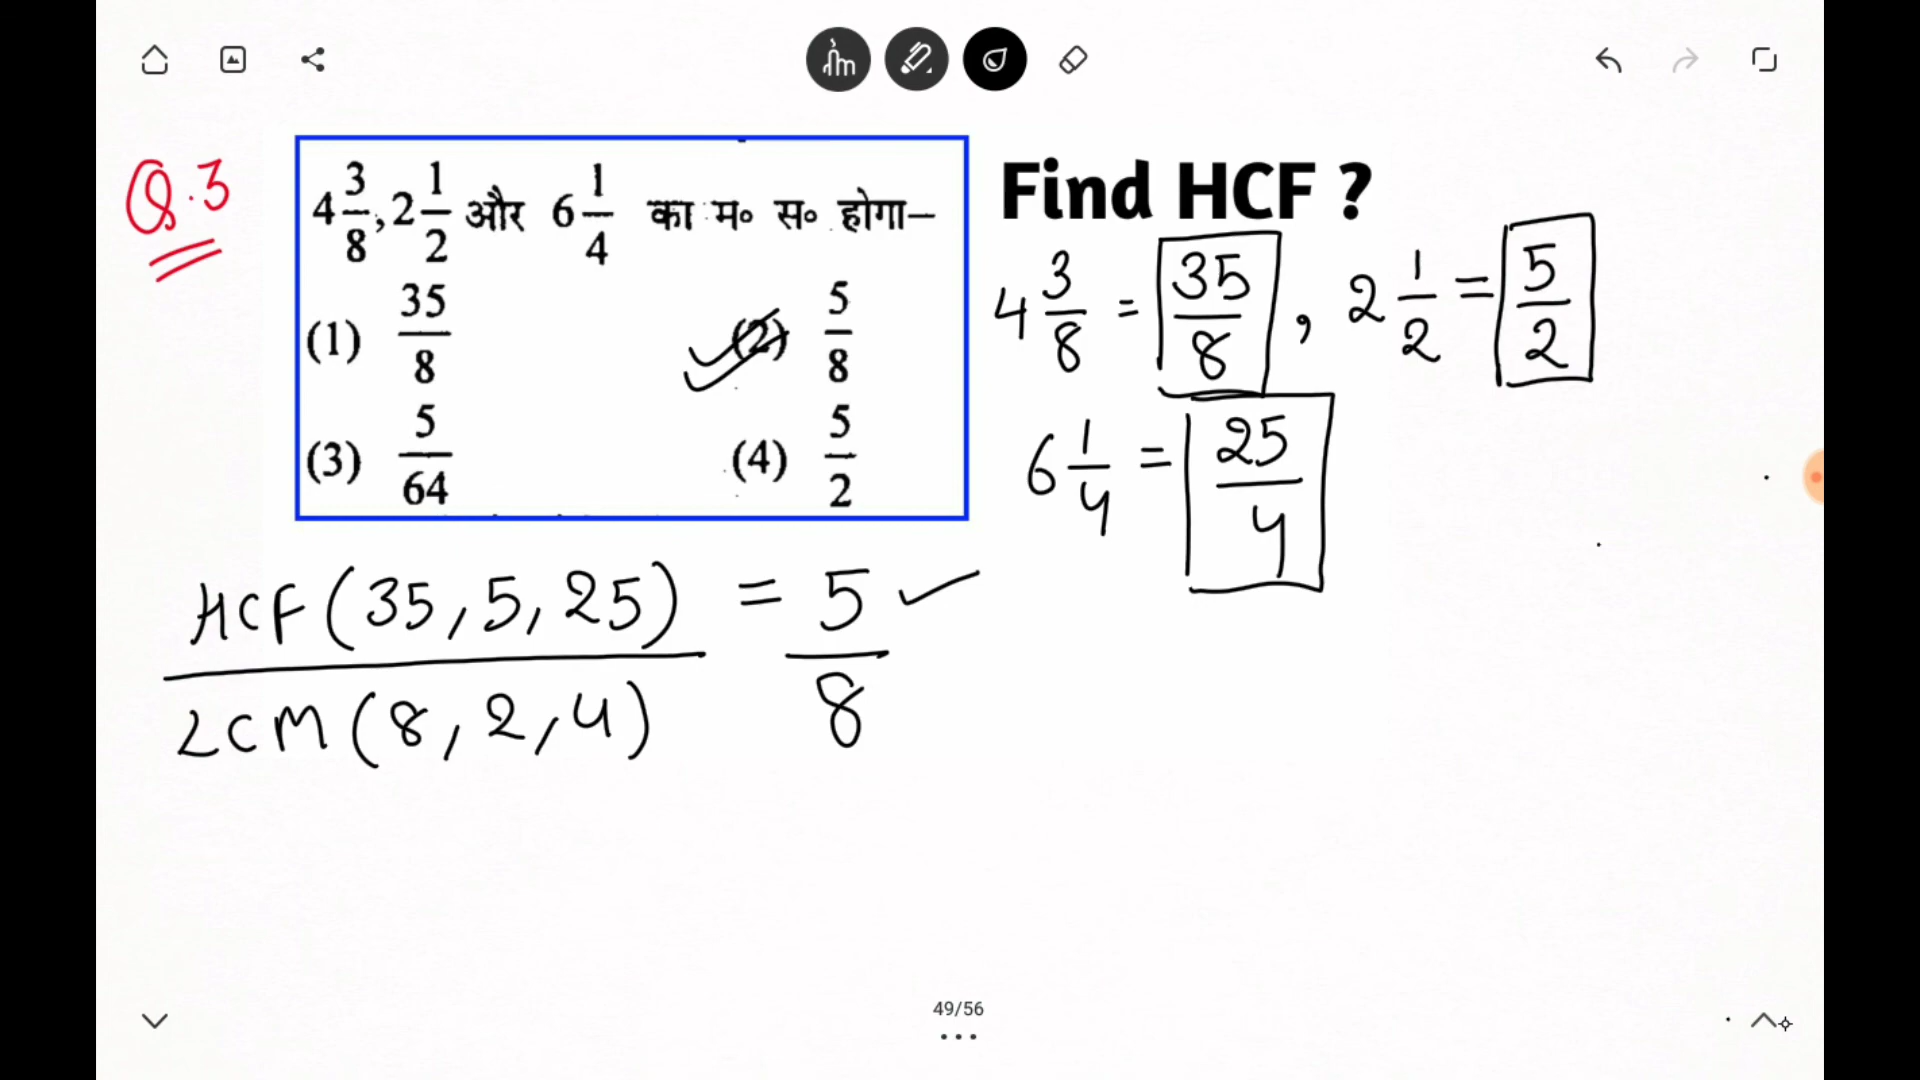 Q.3
4 3/8, 2 1/2 और 6 1/4 का म० स० होगा–
(1) 35/8 (2) 5/8
(3) 5/64 (4) 5/2
Find HCF ?
4 3/8 = 35/8 , 2 1/2 = 5/2
6 1/4 = 25/4
HCF(35,5,25)/LCM(8,2,4) = 5/8
49/56